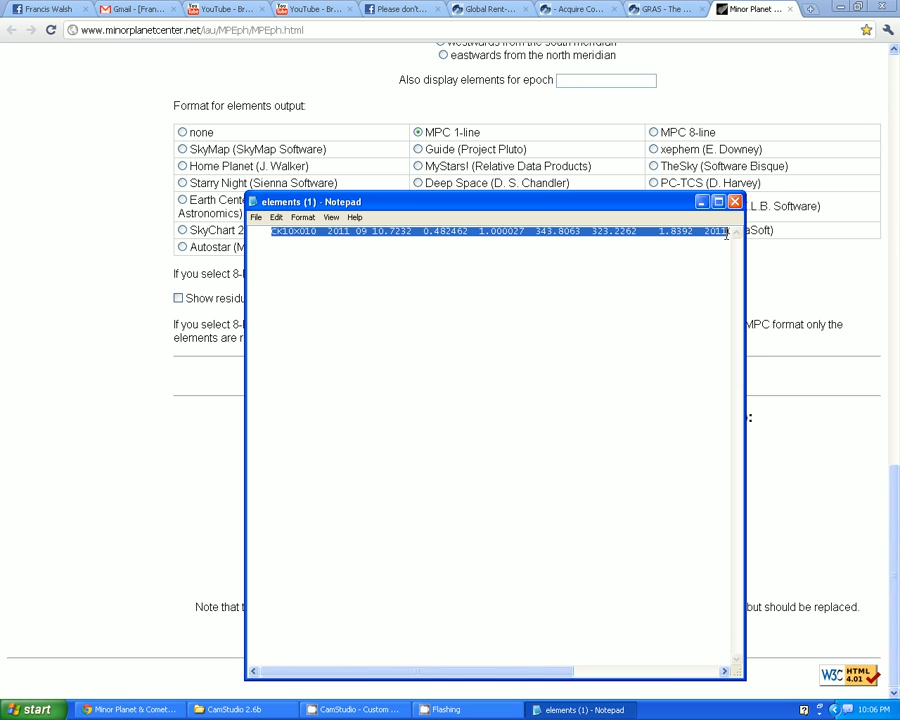 Francis Walsh
Gmail - [Fran...
YouTube - Br...
YouTube - Br...
Please don't...
Global Rent-...
- Acquire Co...
GRAS - The ...
Minor Planet ...
www.minorplanetcenter.net/iau/MPEph/MPEph.html
westwards from the south meridian
eastwards from the north meridian
Also display elements for epoch
Format for elements output:
none
MPC 1-line
MPC 8-line
SkyMap (SkyMap Software)
Guide (Project Pluto)
xephem (E. Downey)
Home Planet (J. Walker)
MyStars! (Relative Data Products)
TheSky (Software Bisque)
Starry Night (Sienna Software)
Deep Space (D. S. Chandler)
PC-TCS (D. Harvey)
Earth Cent
Astronomics)
L.B. Software)
SkyChart 2
aSoft)
Autostar (M
elements (1) - Notepad
File Edit Format View Help
CK10X010 2011 09 10.7232 0.482462 1.000027 343.8063 323.2262 1.8392 2011
If you select 8-
Show residu
If you select 8-
MPC format only the
elements are r
:
Note that t
but should be replaced.
W3C HTML 4.01
start
Minor Planet & Comet...
CamStudio 2.6b
CamStudio - Custom ...
Flashing
elements (1) - Notepad
10:06 PM